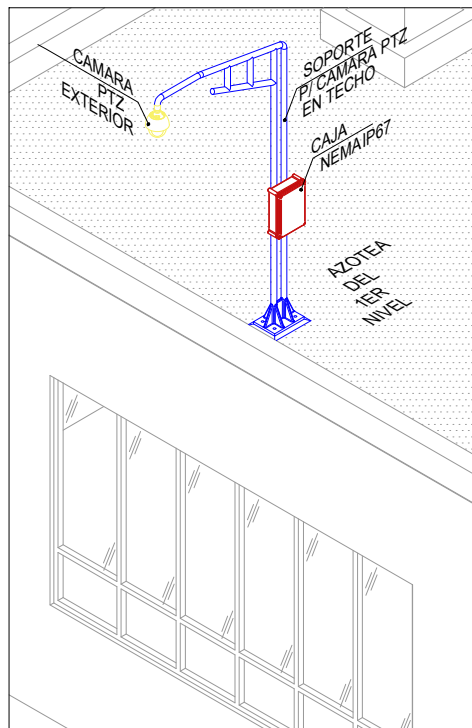 CAMARA
PTZ
EXTERIOR
SOPORTE
P/ CAMARA PTZ
EN TECHO
CAJA
NEMAIP67
AZOTEA
DEL
1ER
NIVEL